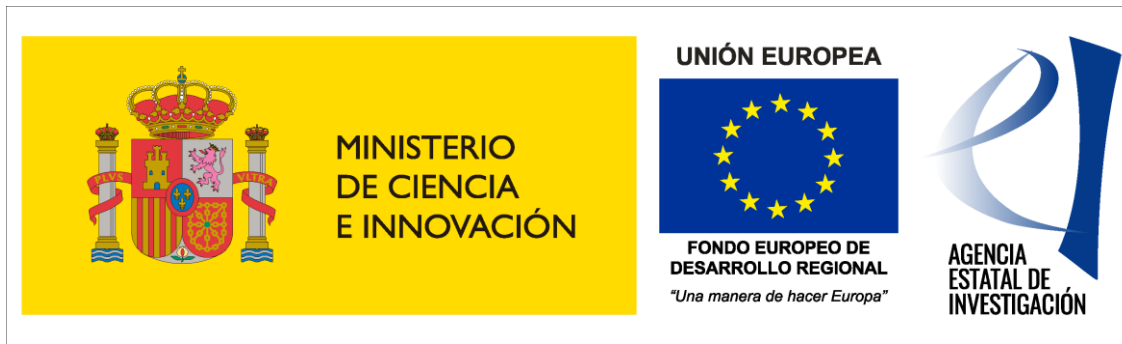 PLVS VLTRA
MINISTERIO
DE CIENCIA
E INNOVACIÓN
UNIÓN EUROPEA
FONDO EUROPEO DE
DESARROLLO REGIONAL
"Una manera de hacer Europa"
AGENCIA
ESTATAL DE
INVESTIGACIÓN